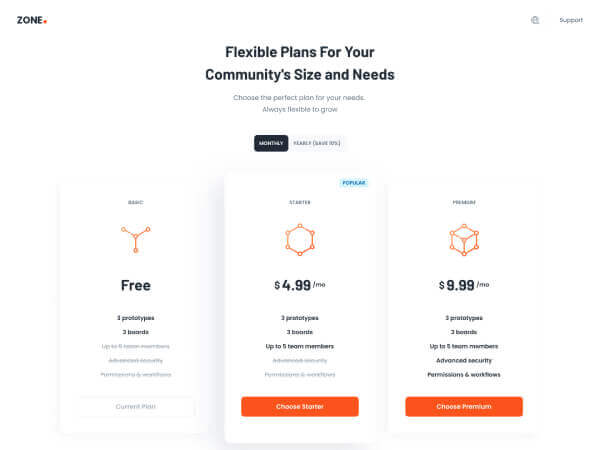 ZONE.
Support
Flexible Plans For Your
Community's Size and Needs
Choose the perfect plan for your needs.
Always flexible to grow.
MONTHLY
YEARLY (SAVE 10%)
BASIC
Free
3 prototypes
3 boards
Up to 5 team members
Advanced security
Permissions & workflows
Current Plan
POPULAR
STARTER
$ 4.99 /mo
3 prototypes
3 boards
Up to 5 team members
Advanced security
Permissions & workflows
Choose Starter
PREMIUM
$ 9.99 /mo
3 prototypes
3 boards
Up to 5 team members
Advanced security
Permissions & workflows
Choose Premium